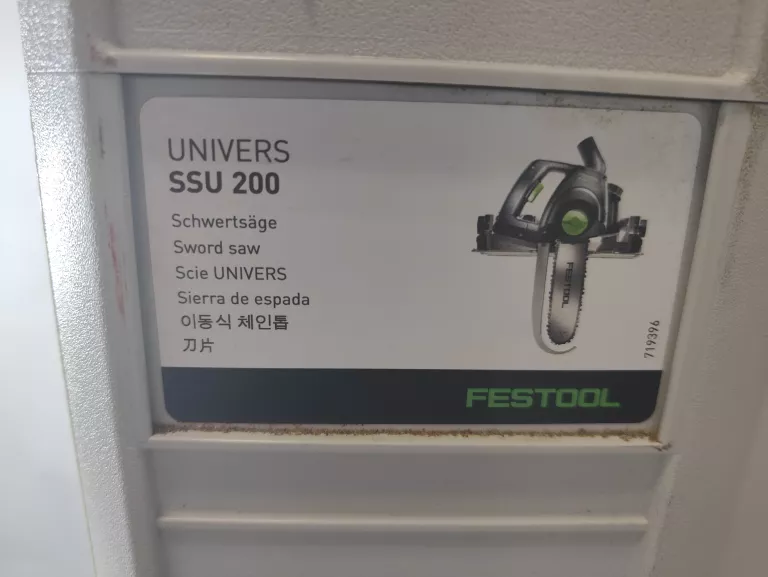 UNIVERS
SSU 200
Schwertsäge
Sword saw
Scie UNIVERS
Sierra de espada
이동식 체인톱
刀片
FESTOOL
719396
FESTOOL